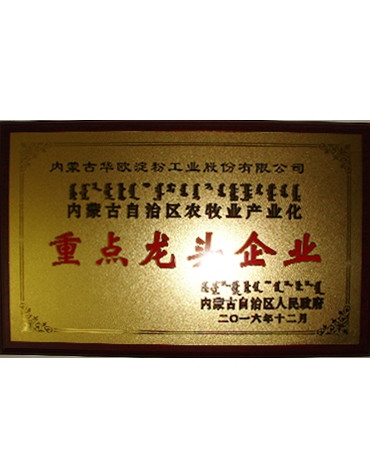 内蒙古华欧淀粉工业股份有限公司
内蒙古自治区农牧业产业化
重点龙头企业
内蒙古自治区人民政府
二〇一六年十二月